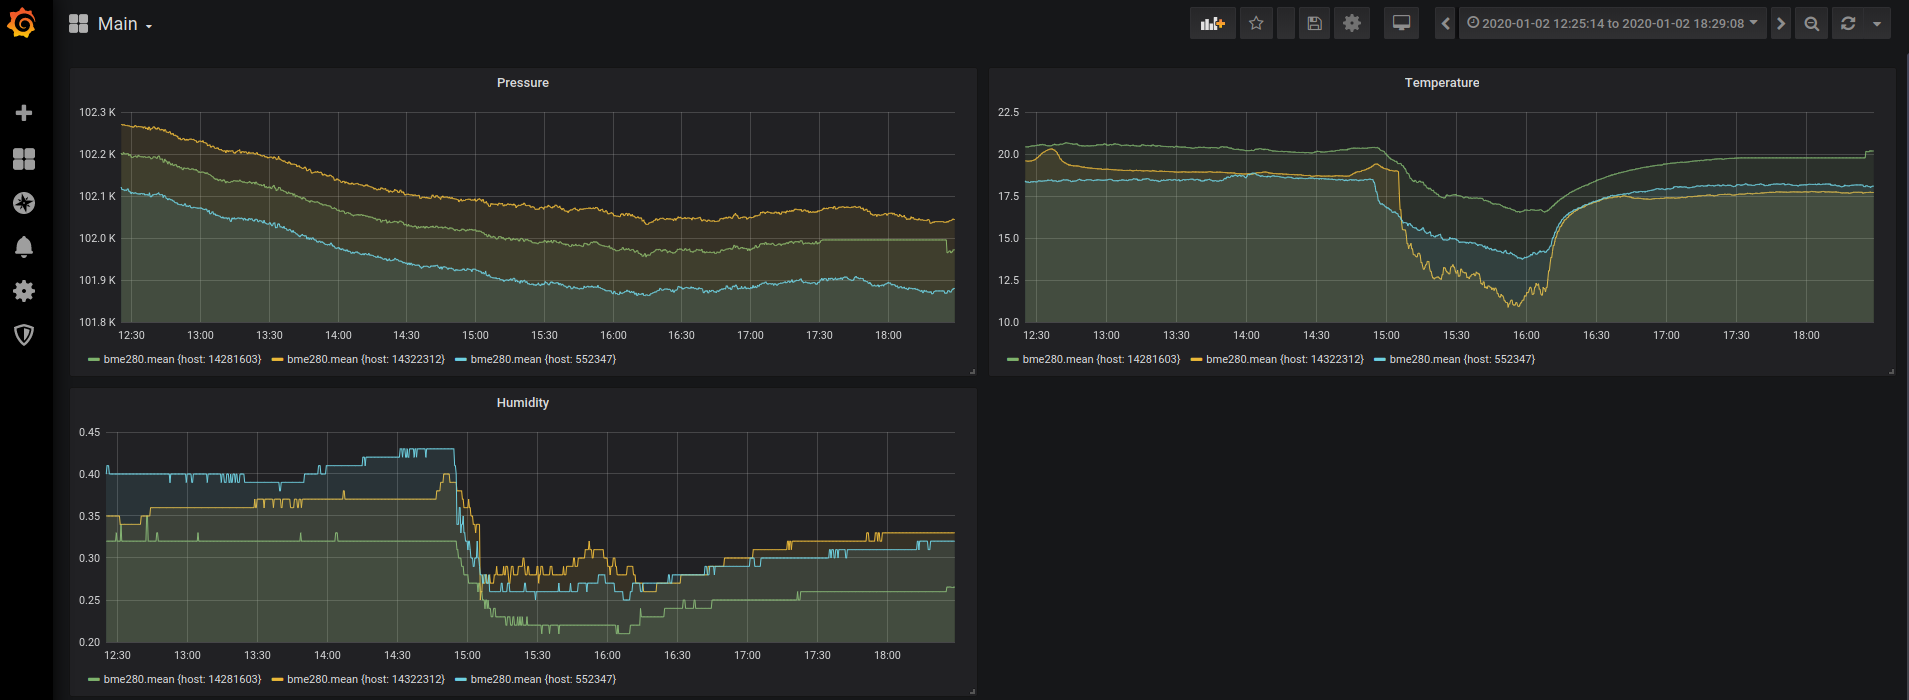 Main
2020-01-02 12:25:14 to 2020-01-02 18:29:08
Pressure
102.3 K
102.2 K
102.1 K
102.0 K
101.9 K
101.8 K
12:30 13:00 13:30 14:00 14:30 15:00 15:30 16:00 16:30 17:00 17:30 18:00
bme280.mean {host: 14281603} bme280.mean {host: 14322312} bme280.mean {host: 552347}
Temperature
22.5
20.0
17.5
15.0
12.5
10.0
12:30 13:00 13:30 14:00 14:30 15:00 15:30 16:00 16:30 17:00 17:30 18:00
bme280.mean {host: 14281603} bme280.mean {host: 14322312} bme280.mean {host: 552347}
Humidity
0.45
0.40
0.35
0.30
0.25
0.20
12:30 13:00 13:30 14:00 14:30 15:00 15:30 16:00 16:30 17:00 17:30 18:00
bme280.mean {host: 14281603} bme280.mean {host: 14322312} bme280.mean {host: 552347}